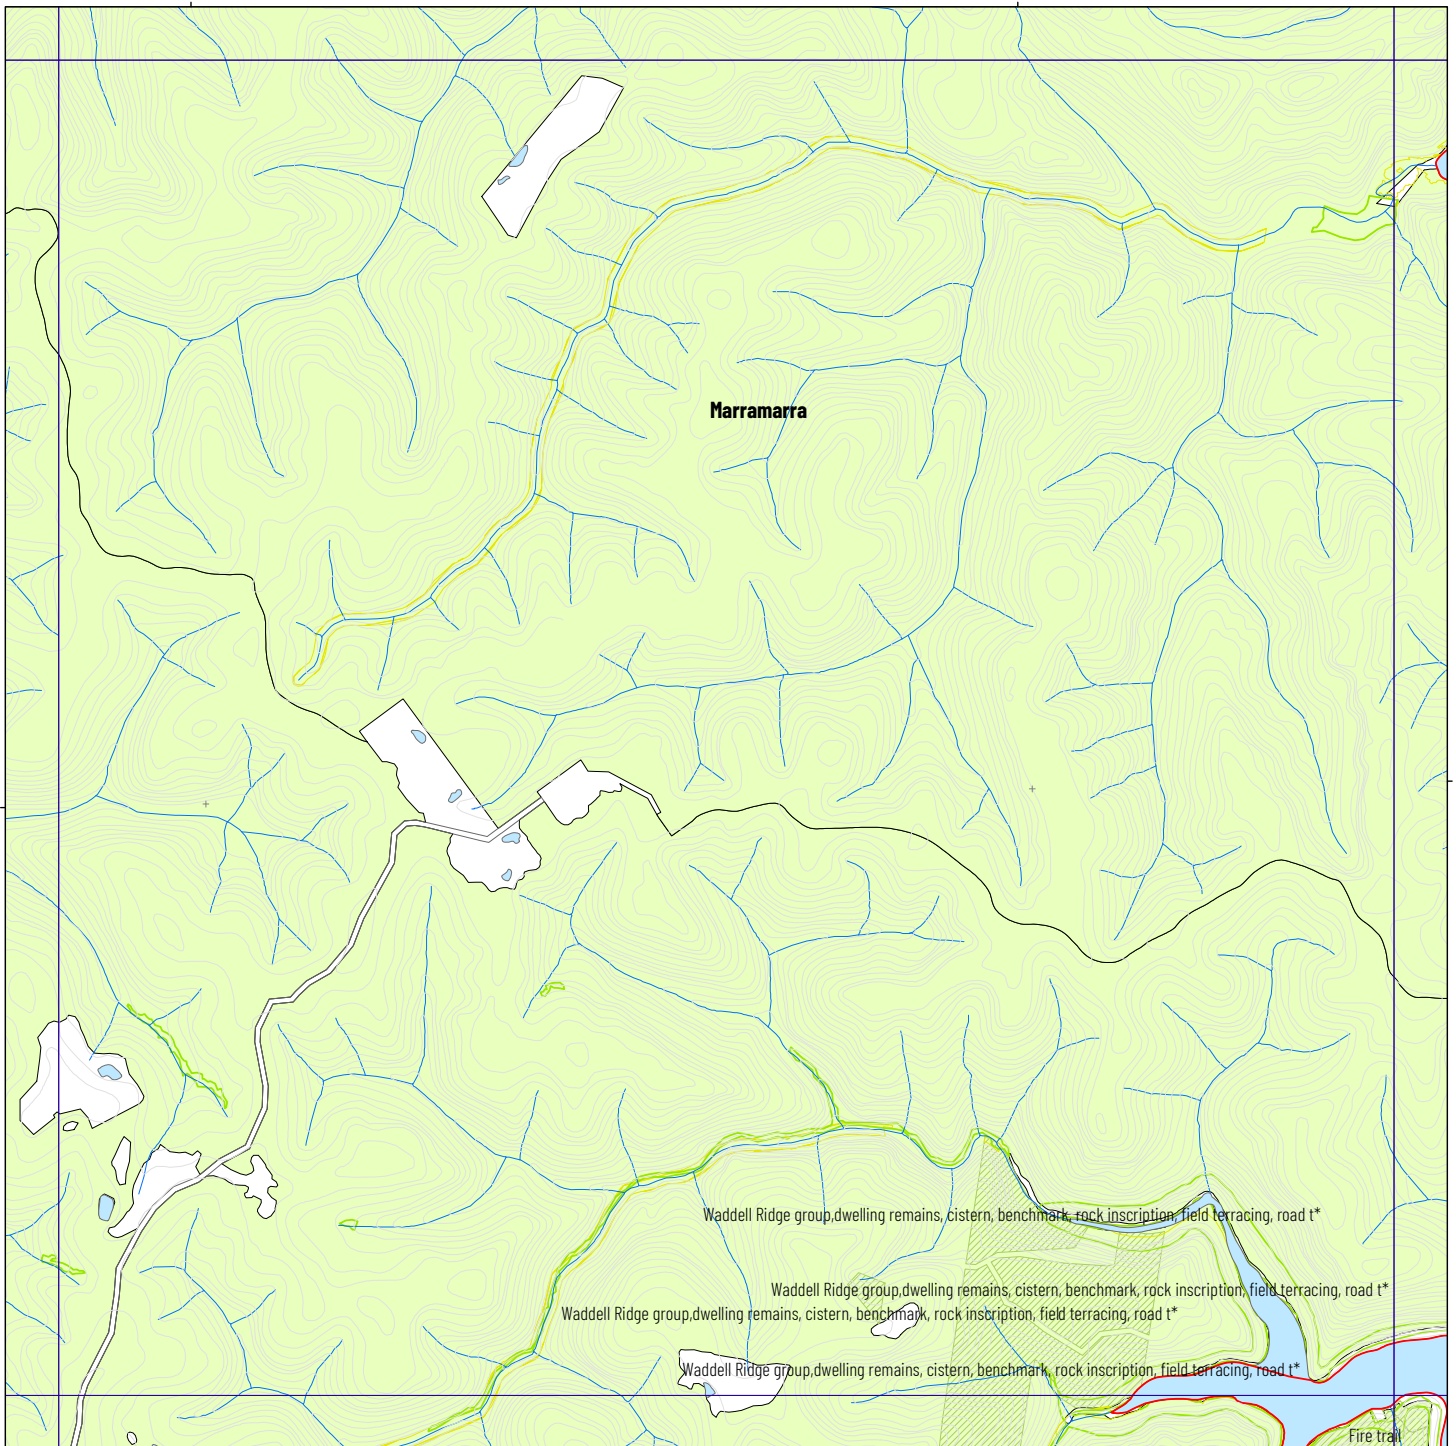 Marramarra
Waddell Ridge group,dwelling remains, cistern, benchmark, rock inscription, field terracing, road t*
Waddell Ridge group,dwelling remains, cistern, benchmark, rock inscription, field terracing, road t*
Waddell Ridge group,dwelling remains, cistern, benchmark, rock inscription, field terracing, road t*
Waddell Ridge group,dwelling remains, cistern, benchmark, rock inscription, field terracing, road t*
Fire trail